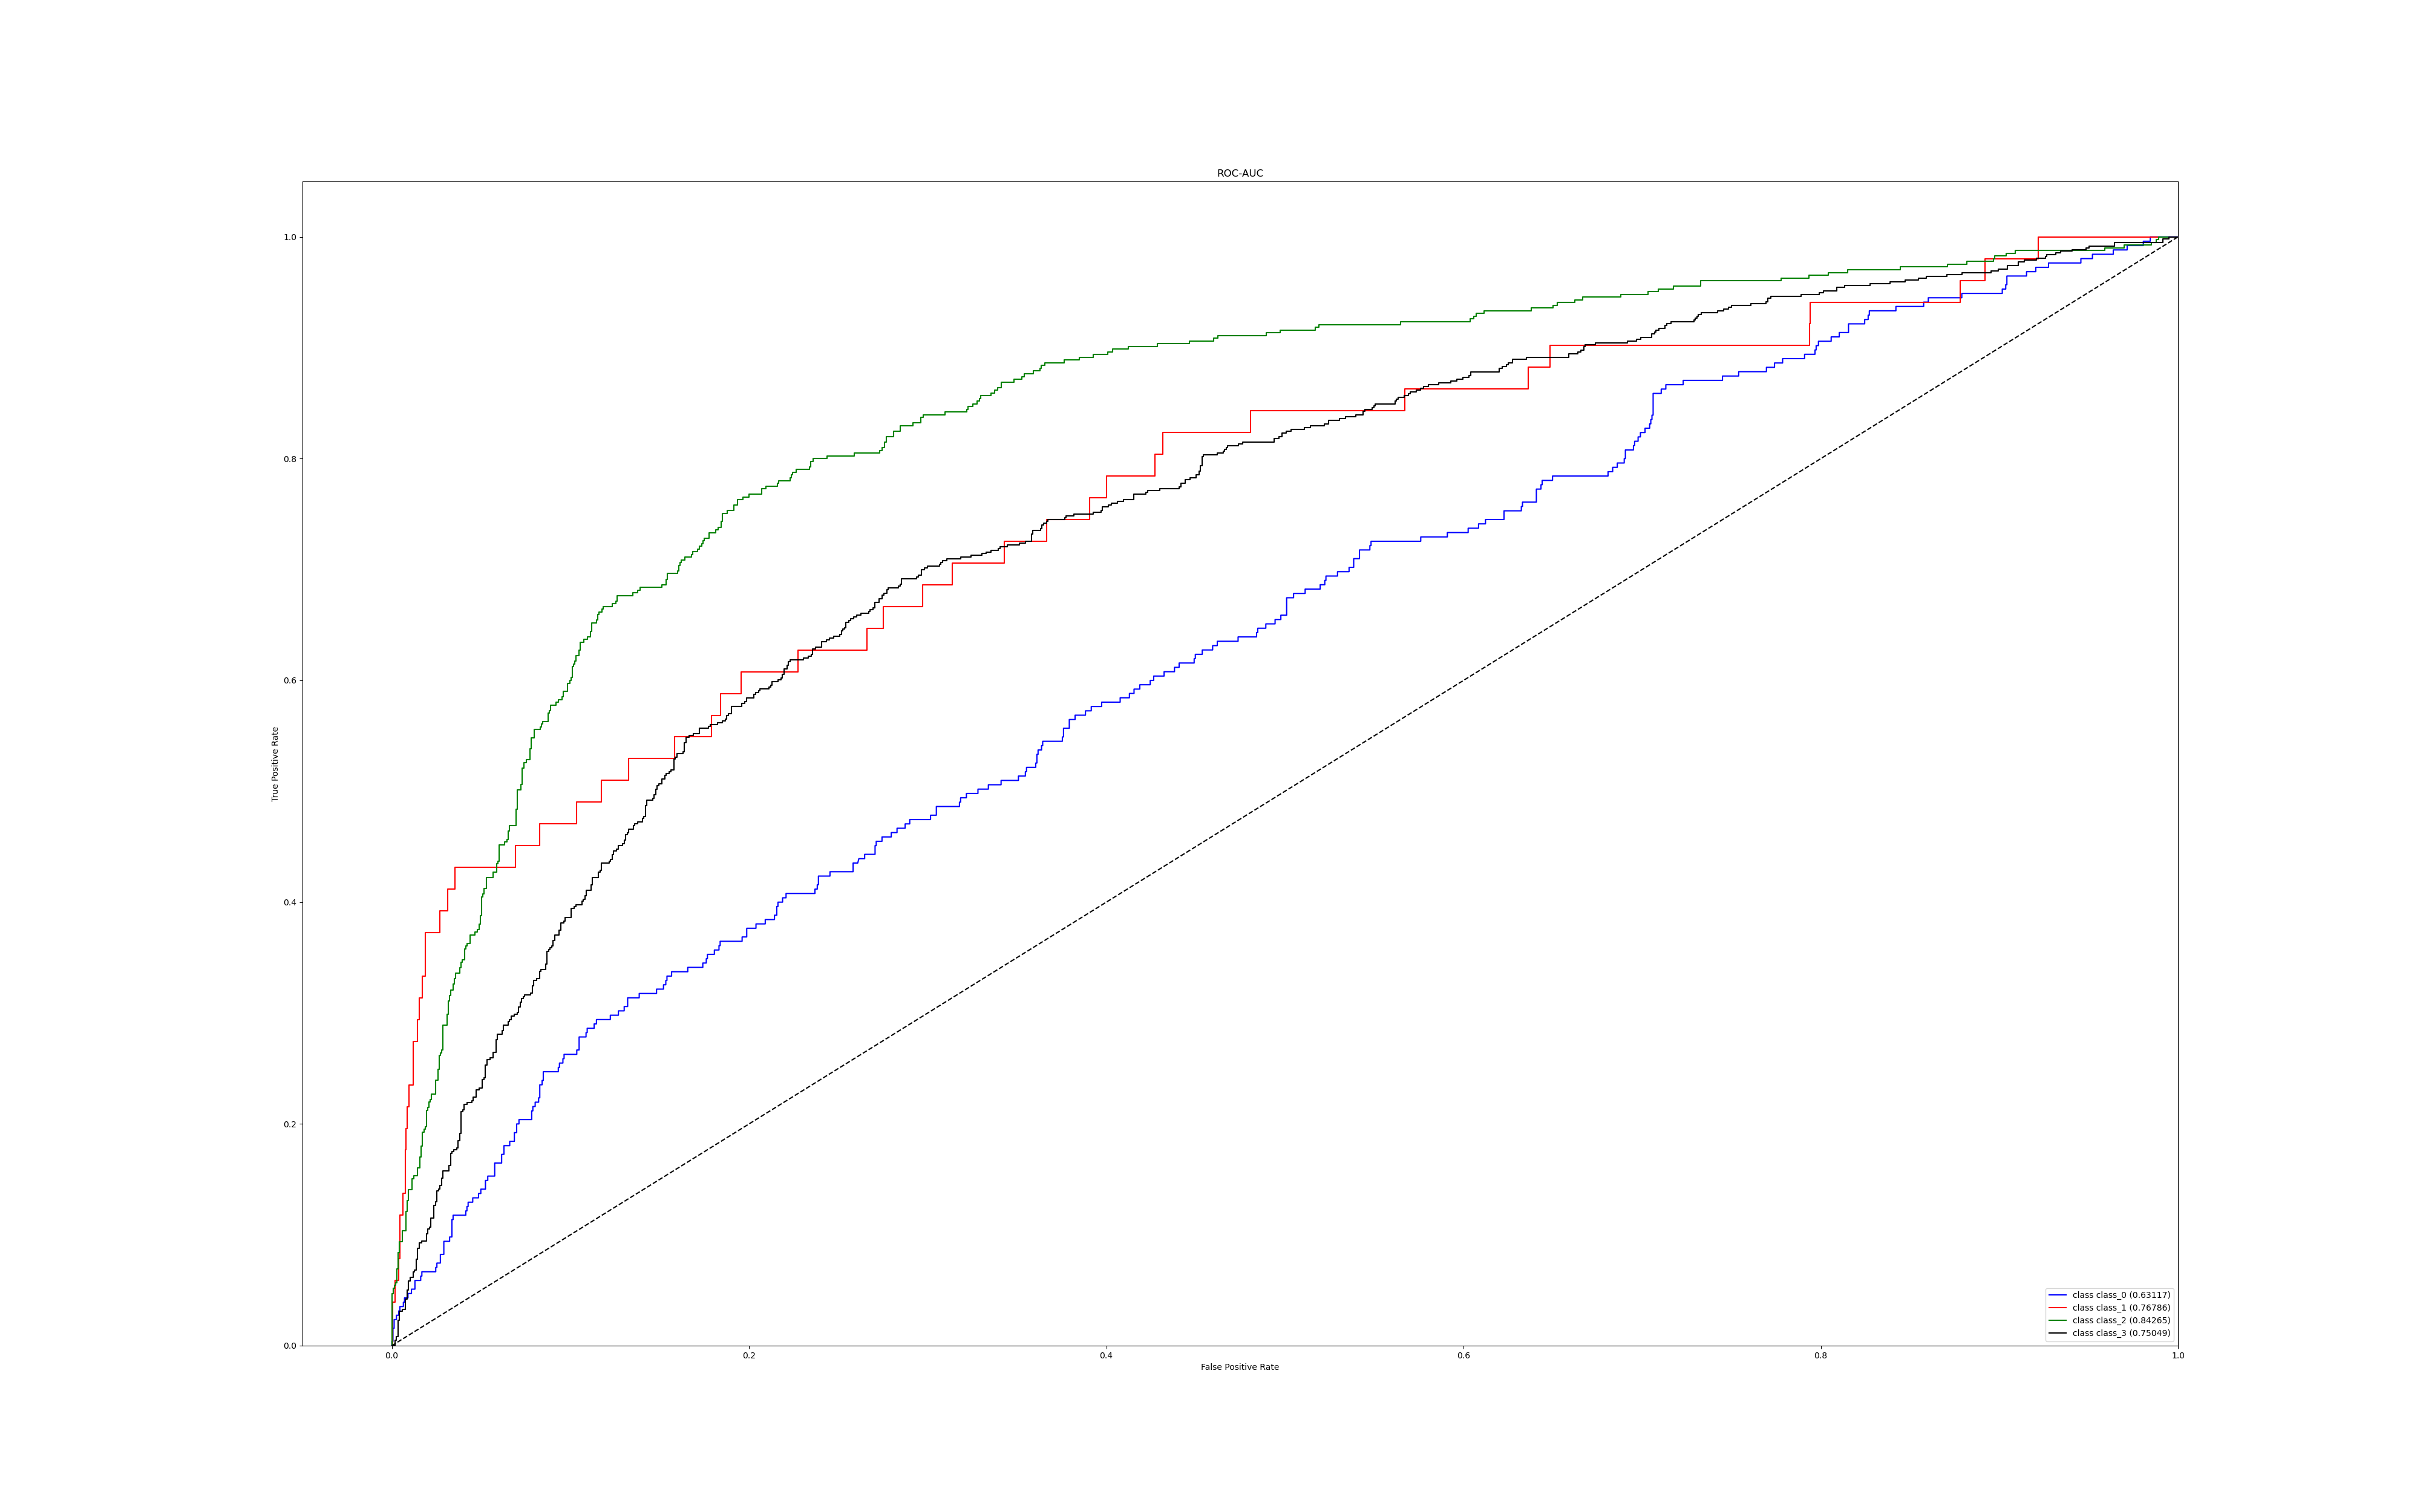 ROC-AUC
1.0
0.8
0.6
0.4
0.2
0.0
True Positive Rate
0.0 0.2 0.4 0.6 0.8 1.0
False Positive Rate
class class_0 (0.63117)
class class_1 (0.76786)
class class_2 (0.84265)
class class_3 (0.75049)